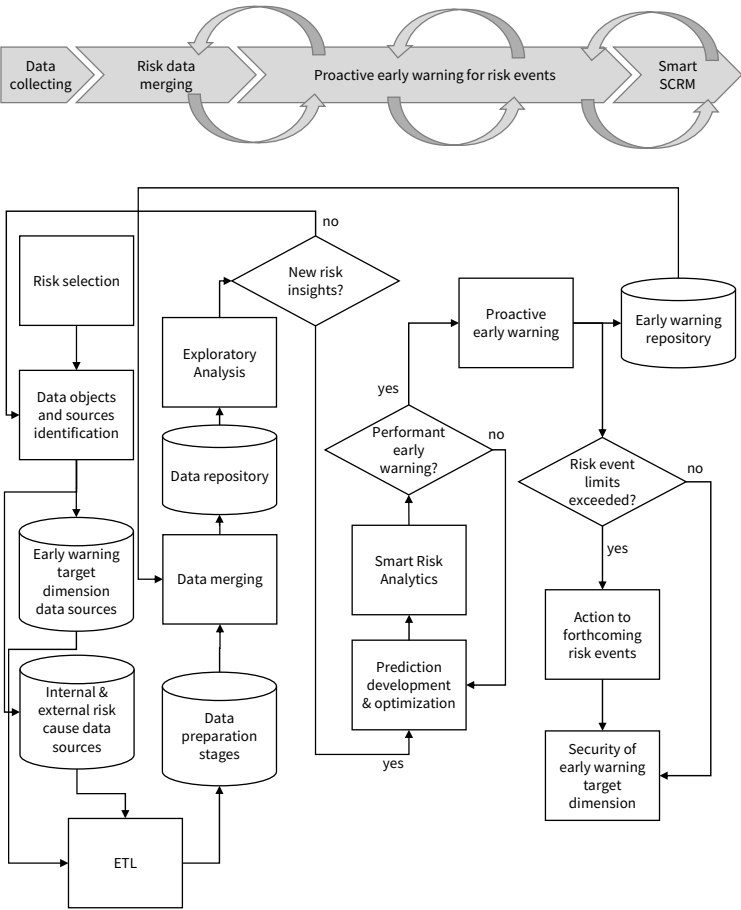 Data
collecting
Risk data
merging
Proactive early warning for risk events
Smart
SCRM
no
Risk selection
New risk
insights?
Proactive
early warning
Early warning
repository
Exploratory
Analysis
Data objects
and sources
identification
yes
Performant
early
warning?
no
Data repository
Risk event
limits
exceeded?
no
Early warning
target
dimension
data sources
Data merging
Smart Risk
Analytics
yes
Action to
forthcoming
risk events
Internal &
external risk
cause data
sources
Data
preparation
stages
Prediction
development
& optimization
yes
Security of
early warning
target
dimension
ETL